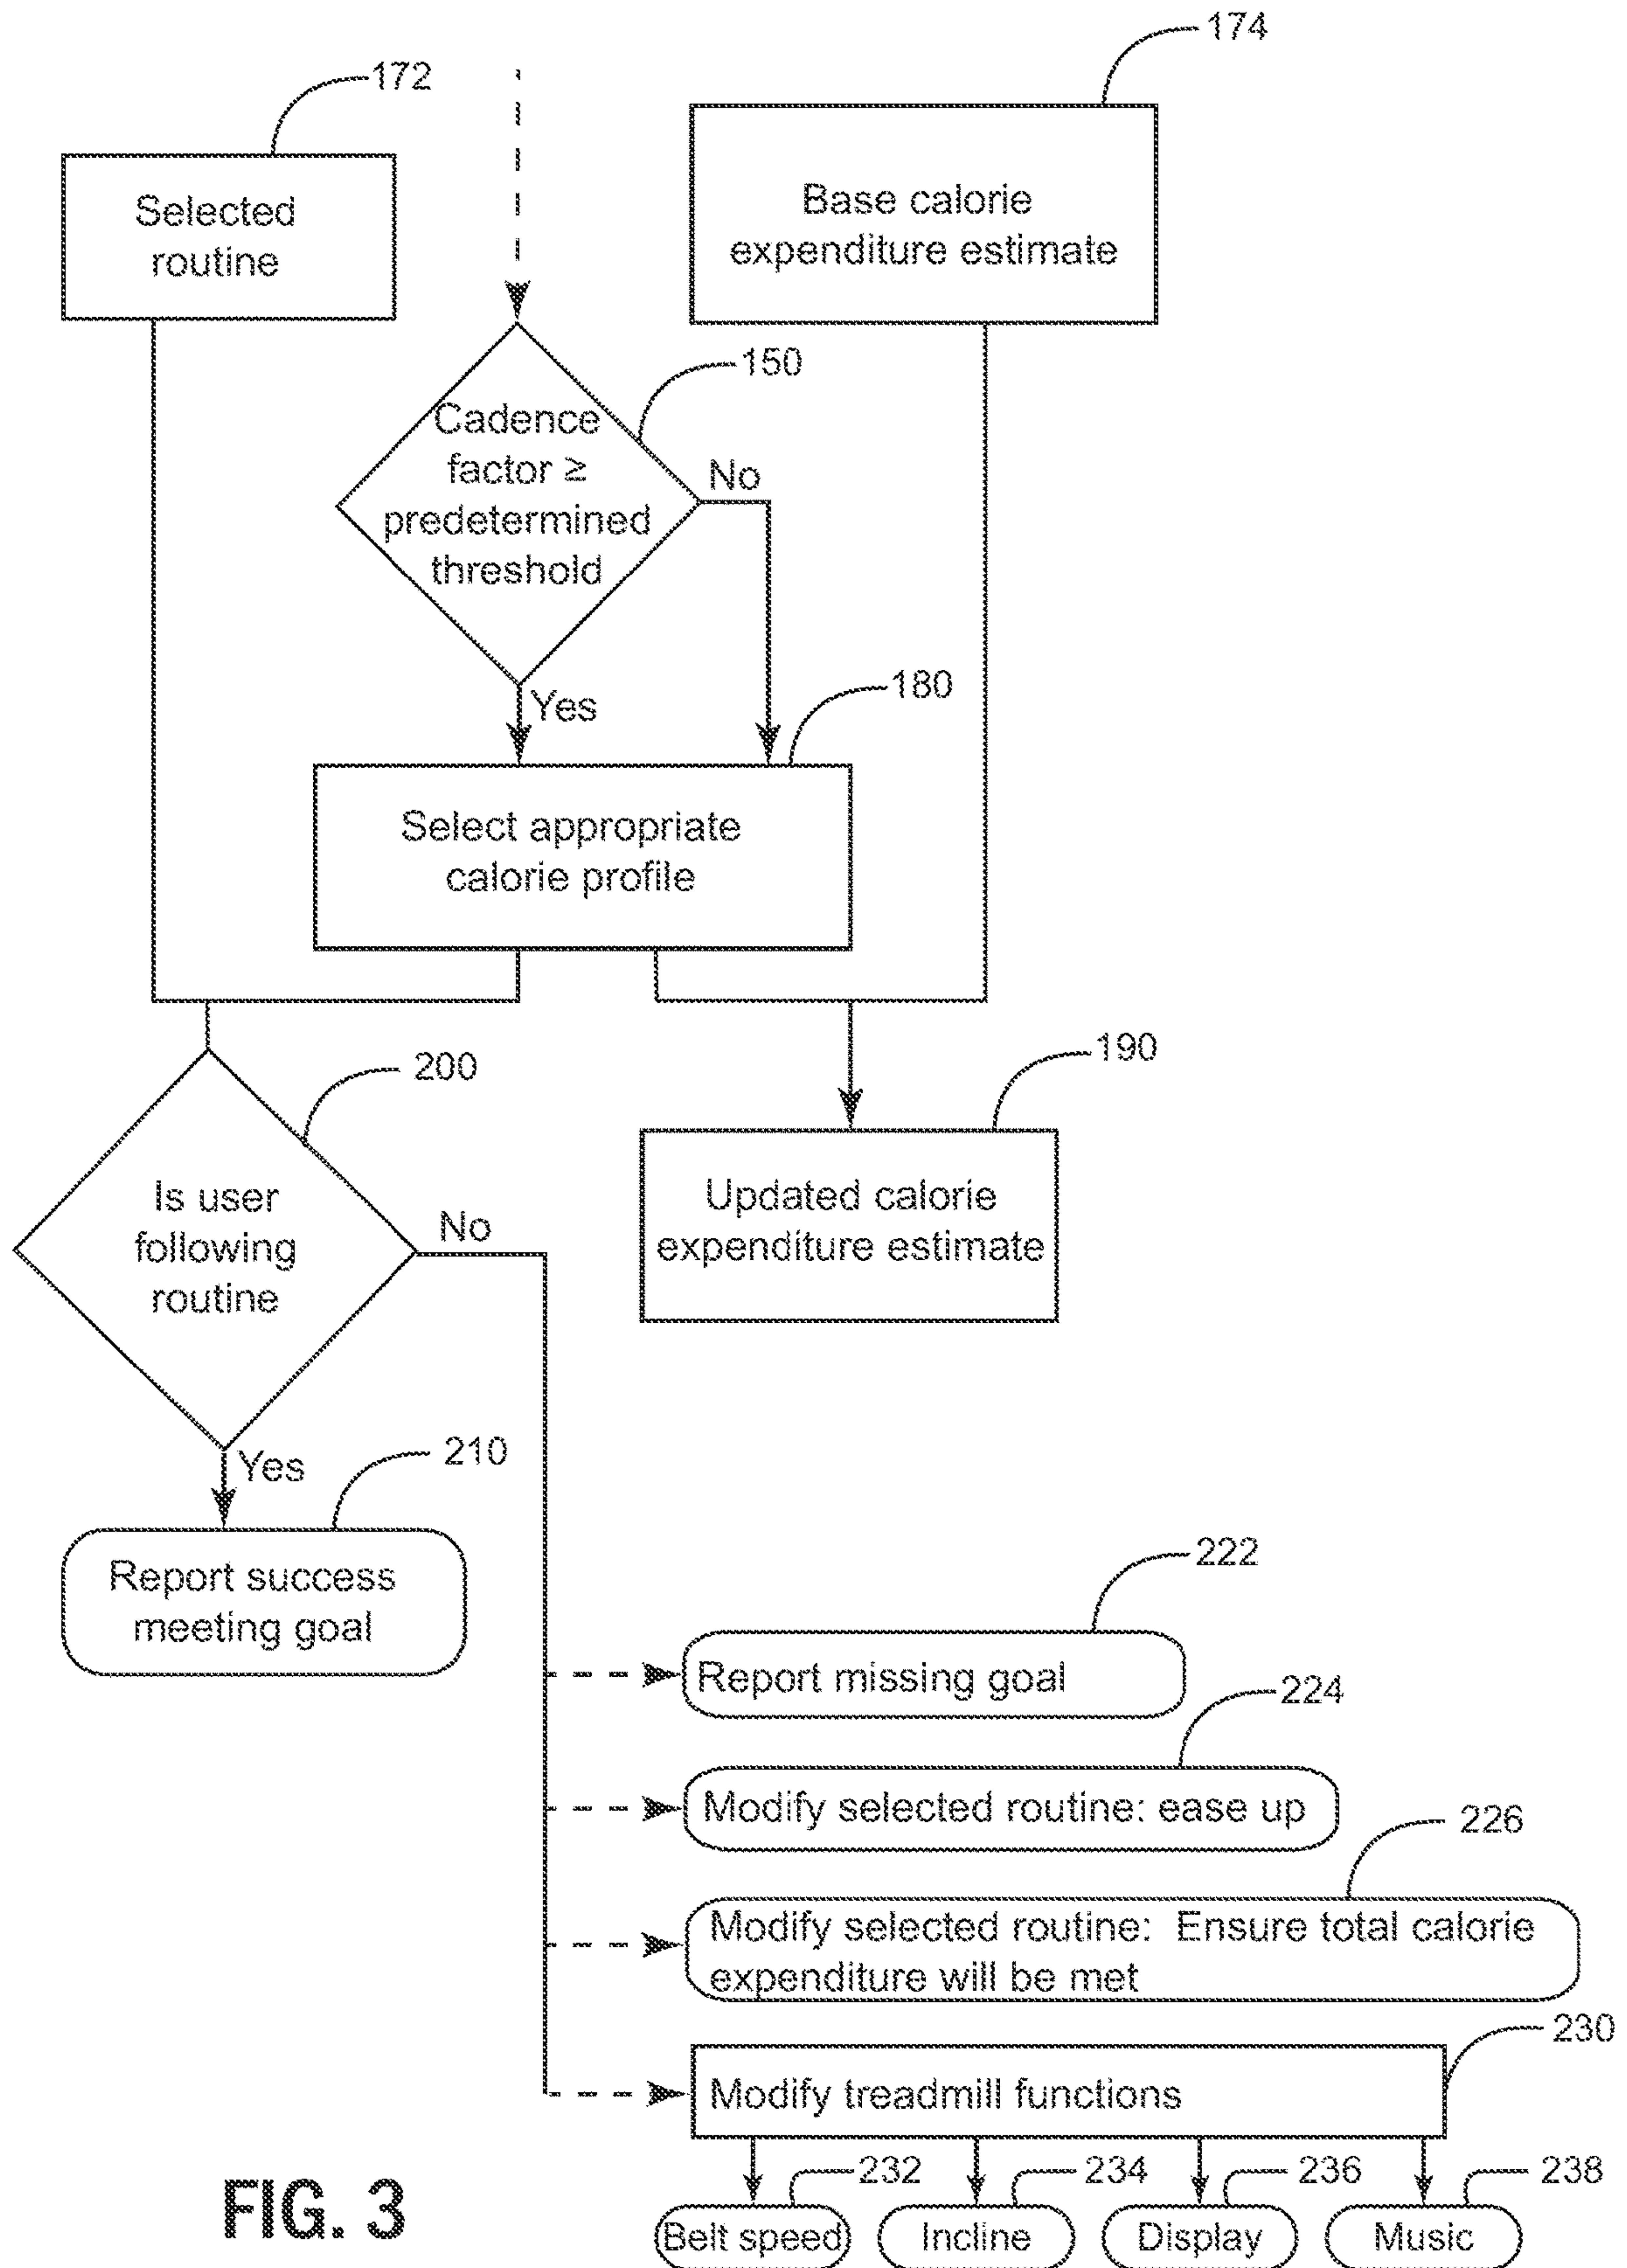 174
172
Selected
routine
Base calorie
expenditure estimate
150
Cadence
factor ≥
predetermined
threshold
No
Yes
180
Select appropriate
calorie profile
190
200
Updated calorie
expenditure estimate
Is user
following
routine
No
Yes
210
Report success
meeting goal
222
Report missing goal
224
Modify selected routine: ease up
226
Modify selected routine: Ensure total calorie
expenditure will be met
230
Modify treadmill functions
232
234
236
238
Belt speed
Incline
Display
Music
FIG. 3